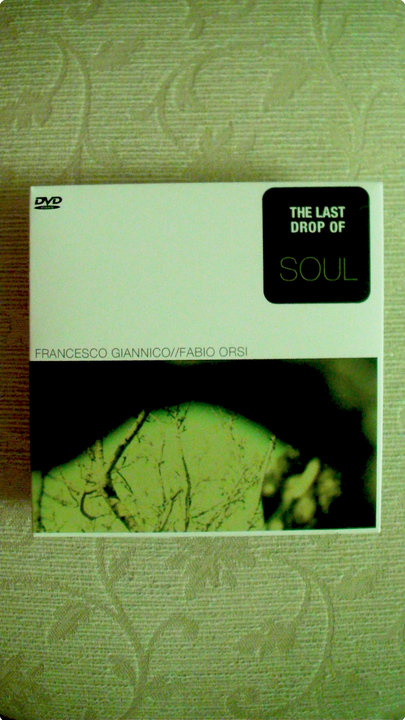 DVD
THE LAST
DROP OF
SOUL
FRANCESCO GIANNICO//FABIO ORSI